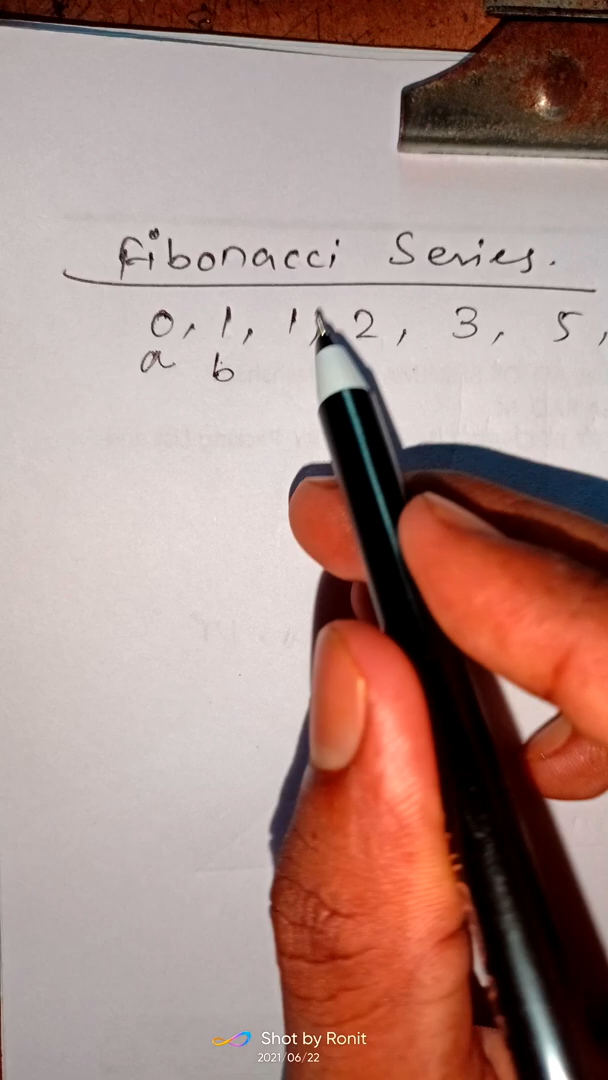 Fibonacci Series.
0, 1, 1, 2, 3, 5,
a b
Shot by Ronit
2021/06/22